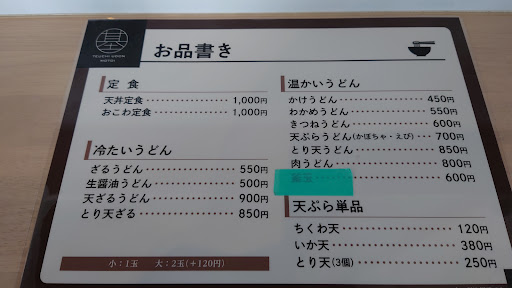 TEUCHI UDON
お品書き
定食
天丼定食 1,000円
おこわ定食 1,000円
冷たいうどん
ざるうどん 550円
生醤油うどん 500円
天ざるうどん 900円
とり天ざる 850円
小:1玉 大:2玉(+120円)
温かいうどん
かけうどん 450円
わかめうどん 550円
きつねうどん 600円
天ぷらうどん(かぼちゃ・えび) 700円
とり天うどん 850円
肉うどん 800円
600円
天ぷら単品
ちくわ天 120円
いか天 380円
とり天(3個) 250円